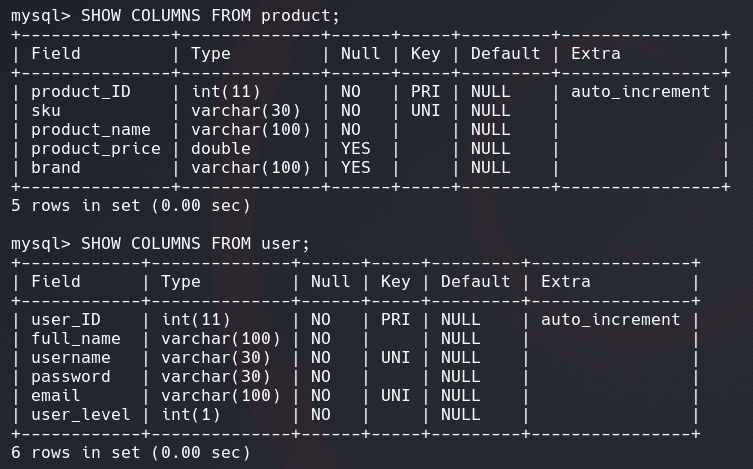 mysql> SHOW COLUMNS FROM product;
+---------------+--------------+------+-----+---------+----------------+
| Field         | Type         | Null | Key | Default | Extra          |
+---------------+--------------+------+-----+---------+----------------+
| product_ID    | int(11)      | NO   | PRI | NULL    | auto_increment |
| sku           | varchar(30)  | NO   | UNI | NULL    |                |
| product_name  | varchar(100) | NO   |     | NULL    |                |
| product_price | double       | YES  |     | NULL    |                |
| brand         | varchar(100) | YES  |     | NULL    |                |
+---------------+--------------+------+-----+---------+----------------+
5 rows in set (0.00 sec)

mysql> SHOW COLUMNS FROM user;
+------------+--------------+------+-----+---------+----------------+
| Field      | Type         | Null | Key | Default | Extra          |
+------------+--------------+------+-----+---------+----------------+
| user_ID    | int(11)      | NO   | PRI | NULL    | auto_increment |
| full_name  | varchar(100) | NO   |     | NULL    |                |
| username   | varchar(30)  | NO   | UNI | NULL    |                |
| password   | varchar(30)  | NO   |     | NULL    |                |
| email      | varchar(100) | NO   | UNI | NULL    |                |
| user_level | int(1)       | NO   |     | NULL    |                |
+------------+--------------+------+-----+---------+----------------+
6 rows in set (0.00 sec)